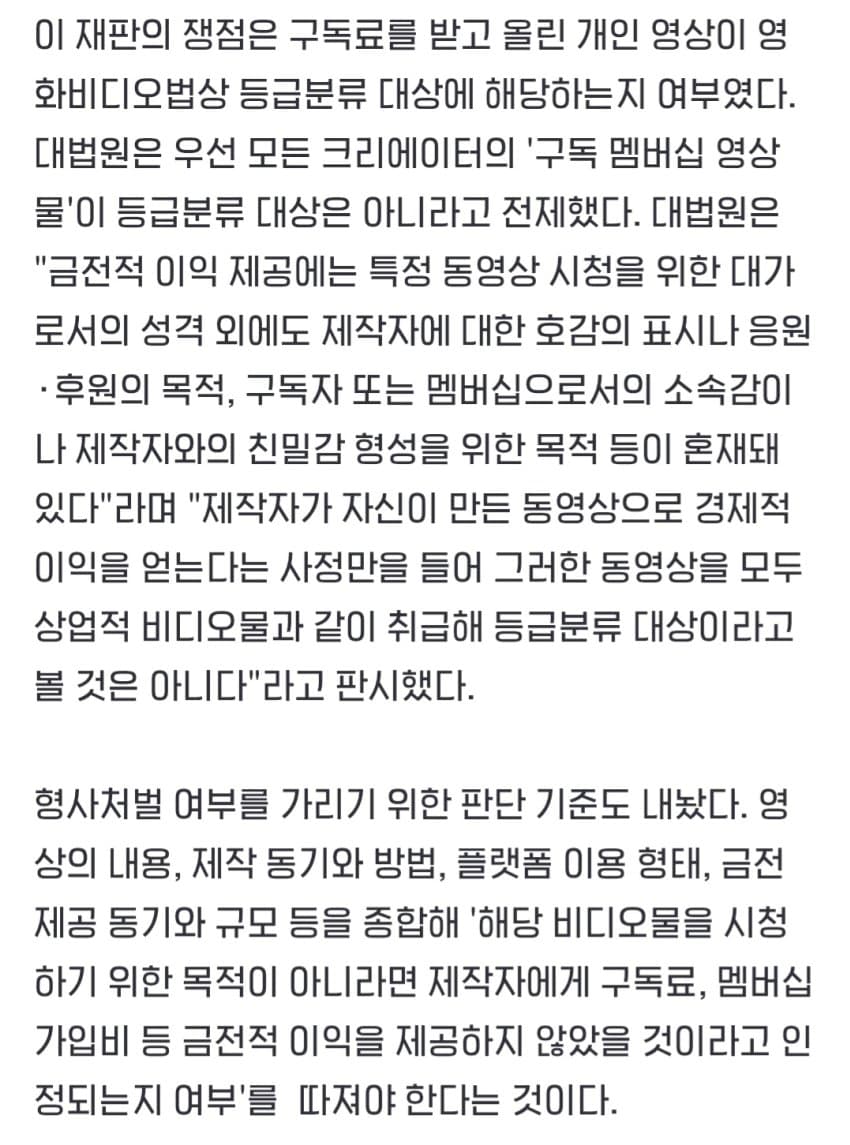 이 재판의 쟁점은 구독료를 받고 올린 개인 영상이 영
화비디오법상 등급분류 대상에 해당하는지 여부였다.
대법원은 우선 모든 크리에이터의 '구독 멤버십 영상
물'이 등급분류 대상은 아니라고 전제했다. 대법원은
"금전적 이익 제공에는 특정 동영상 시청을 위한 대가
로서의 성격 외에도 제작자에 대한 호감의 표시나 응원
·후원의 목적, 구독자 또는 멤버십으로서의 소속감이
나 제작자와의 친밀감 형성을 위한 목적 등이 혼재돼
있다"라며 "제작자가 자신이 만든 동영상으로 경제적
이익을 얻는다는 사정만을 들어 그러한 동영상을 모두
상업적 비디오물과 같이 취급해 등급분류 대상이라고
볼 것은 아니다"라고 판시했다.
형사처벌 여부를 가리기 위한 판단 기준도 내놨다. 영
상의 내용, 제작 동기와 방법, 플랫폼 이용 형태, 금전
제공 동기와 규모 등을 종합해 '해당 비디오물을 시청
하기 위한 목적이 아니라면 제작자에게 구독료, 멤버십
가입비 등 금전적 이익을 제공하지 않았을 것이라고 인
정되는지 여부'를 따져야 한다는 것이다.